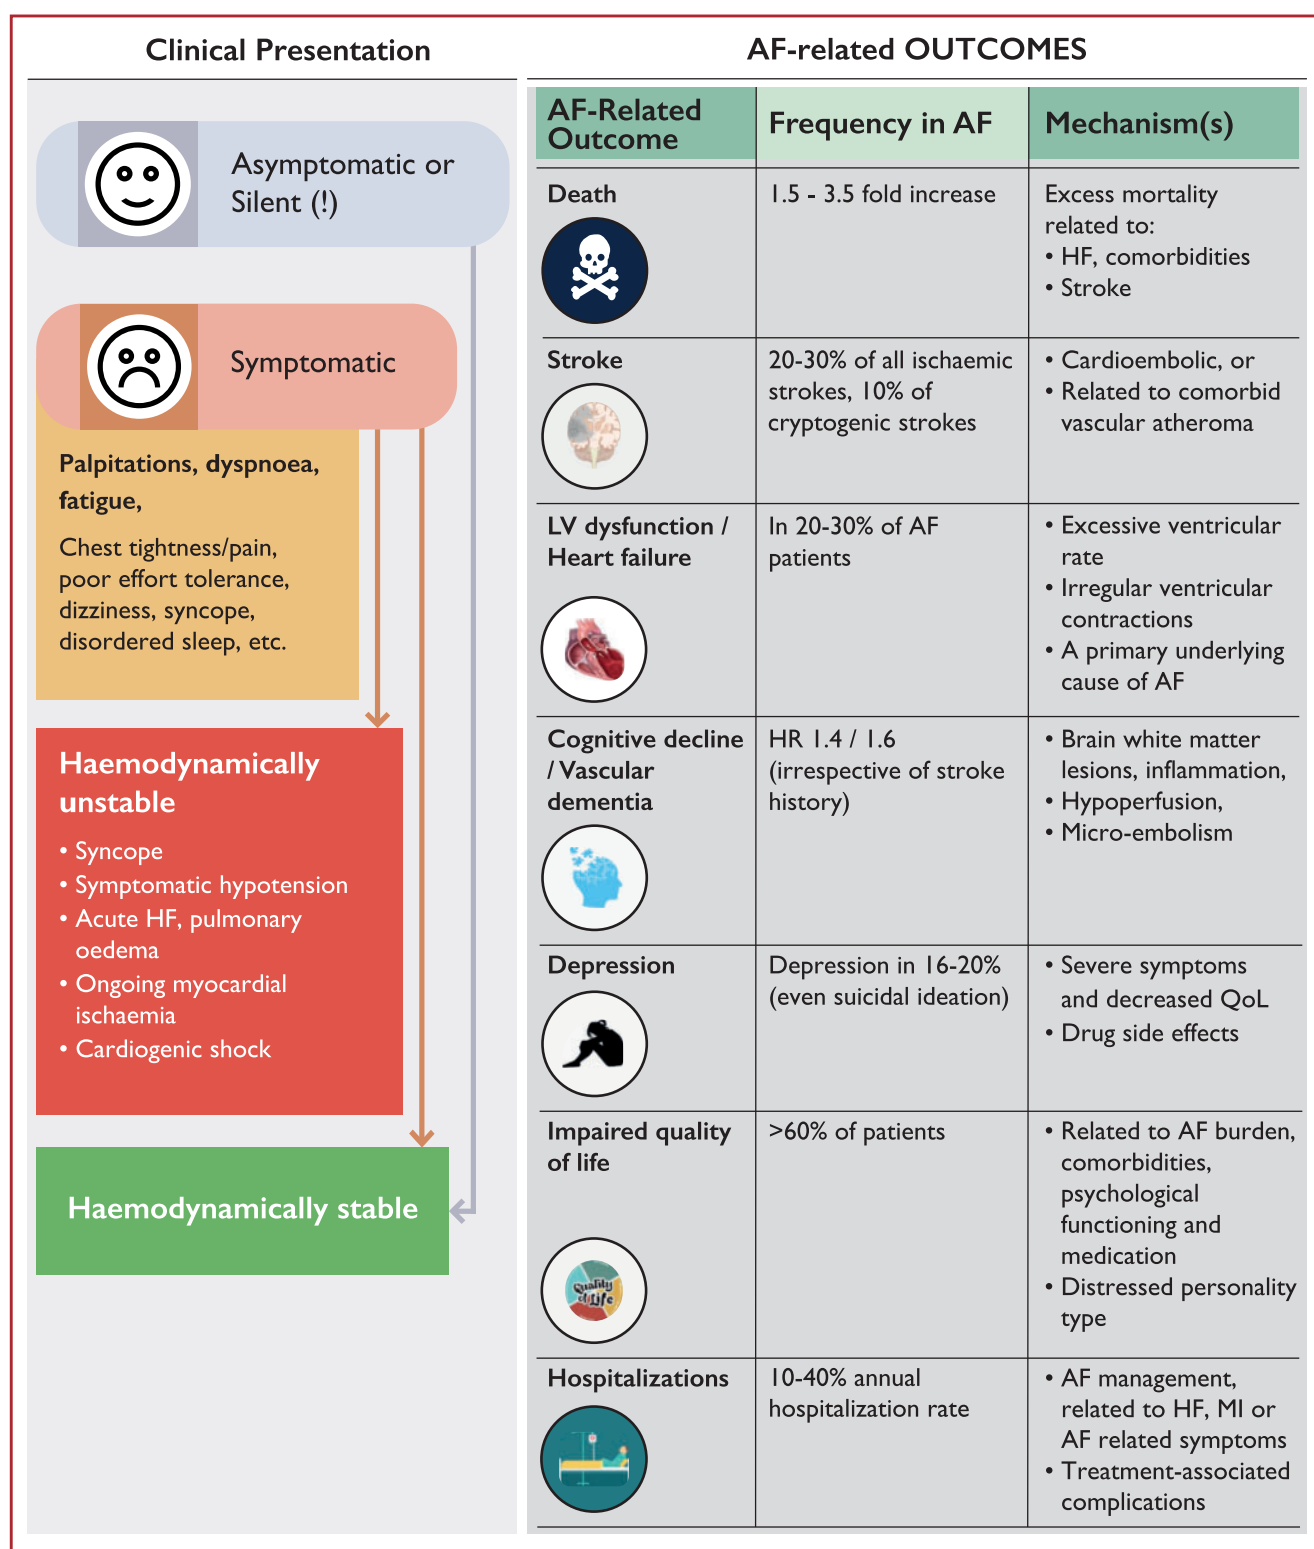 Clinical Presentation
Asymptomatic or
Silent (!)
Symptomatic
Palpitations, dyspnoea,
fatigue,
Chest tightness/pain,
poor effort tolerance,
dizziness, syncope,
disordered sleep, etc.
Haemodynamically
unstable
• Syncope
• Symptomatic hypotension
• Acute HF, pulmonary
oedema
• Ongoing myocardial
ischaemia
• Cardiogenic shock
Haemodynamically stable
AF-related OUTCOMES
AF-Related
Outcome
Frequency in AF
Mechanism(s)
Death
1.5 - 3.5 fold increase
Excess mortality
related to:
• HF, comorbidities
• Stroke
Stroke
20-30% of all ischaemic
strokes, 10% of
cryptogenic strokes
• Cardioembolic, or
• Related to comorbid
vascular atheroma
LV dysfunction /
Heart failure
In 20-30% of AF
patients
• Excessive ventricular
rate
• Irregular ventricular
contractions
• A primary underlying
cause of AF
Cognitive decline
/ Vascular
dementia
HR 1.4 / 1.6
(irrespective of stroke
history)
• Brain white matter
lesions, inflammation,
• Hypoperfusion,
• Micro-embolism
Depression
Depression in 16-20%
(even suicidal ideation)
• Severe symptoms
and decreased QoL
• Drug side effects
Impaired quality
of life
Quality
of Life
>60% of patients
• Related to AF burden,
comorbidities,
psychological
functioning and
medication
• Distressed personality
type
Hospitalizations
10-40% annual
hospitalization rate
• AF management,
related to HF, MI or
AF related symptoms
• Treatment-associated
complications